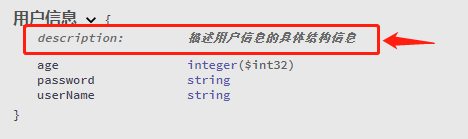 用户信息 {
description: 描述用户信息的具体结构信息
age integer($int32)
password string
userName string
}